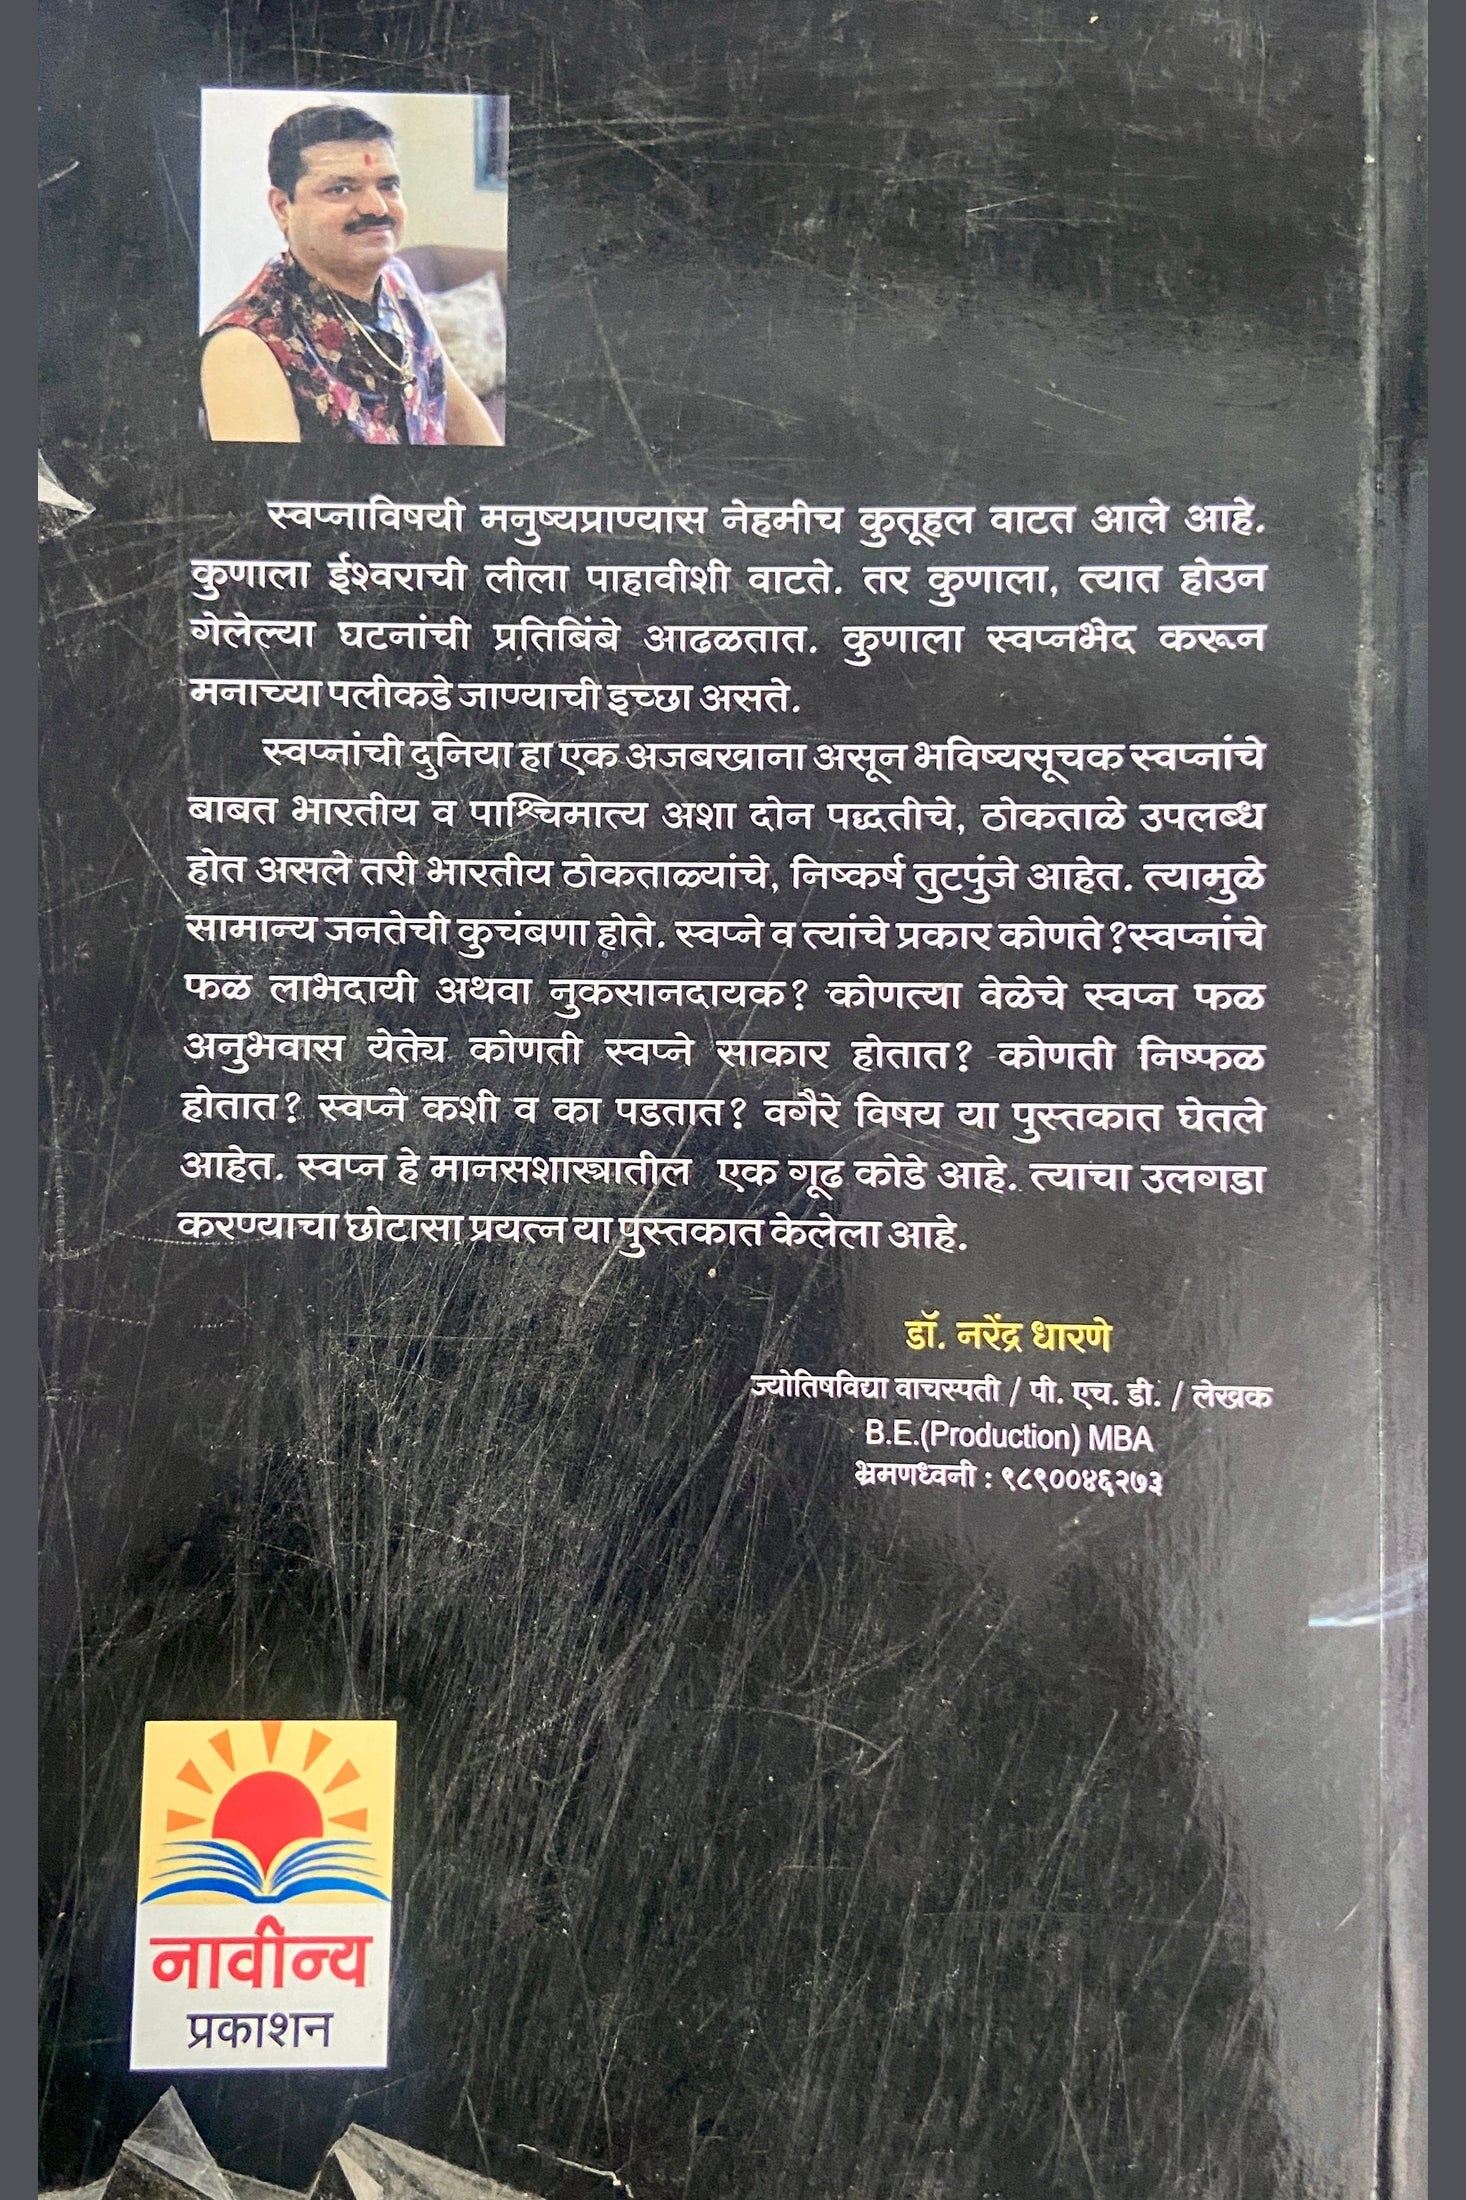 स्वप्नाविषयी मनुष्यप्राण्यास नेहमीच कुतूहल वाटत आले आहे.
कुणाला ईश्वराची लीला पाहावीशी वाटते. तर कुणाला, त्यात होउन
गेलेल्या घटनांची प्रतिबिंबे आढळतात. कुणाला स्वप्नभेद करून
मनाच्या पलीकडे जाण्याची इच्छा असते.
स्वप्नांची दुनिया हा एक अजबखाना असून भविष्यसूचक स्वप्नांचे
बाबत भारतीय व पाश्चिमात्य अशा दोन पद्धतीचे, ठोकताळे उपलब्ध
होत असले तरी भारतीय ठोकताळ्यांचे, निष्कर्ष तुटपुंजे आहेत. त्यामुळे
सामान्य जनतेची कुचंबणा होते. स्वप्ने व त्यांचे प्रकार कोणते?स्वप्नांचे
फळ लाभदायी अथवा नुकसानदायक? कोणत्या वेळेचे स्वप्न फळ
अनुभवास येत्ये कोणती स्वप्ने साकार होतात? कोणती निष्फळ
होतात? स्वप्ने कशी व का पडतात? वगैरे विषय या पुस्तकात घेतले
आहेत. स्वप्न हे मानसशास्त्रातील एक गूढ कोडे आहे. त्याचा उलगडा
करण्याचा छोटासा प्रयत्न या पुस्तकात केलेला आहे.
डॉ. नरेंद्र धारणे
ज्योतिषविद्या वाचस्पती / पी. एच. डी. / लेखक
B.E.(Production) MBA
भ्रमणध्वनी : ९८९००४६२७३
नावीन्य
प्रकाशन